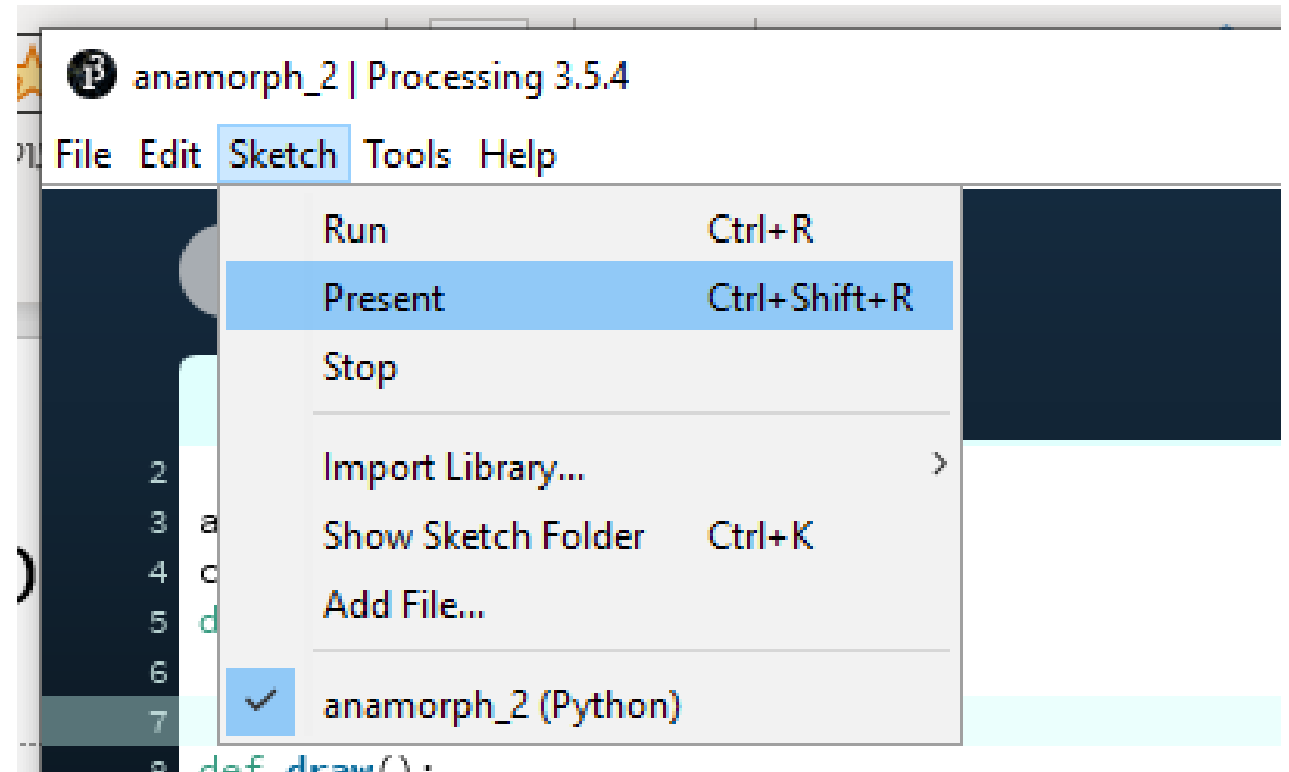 anamorph_2 | Processing 3.5.4
File Edit Sketch Tools Help
Run Ctrl+R
Present Ctrl+Shift+R
Stop
Import Library...
Show Sketch Folder Ctrl+K
Add File...
anamorph_2 (Python)
2
3 a
4
5 d
6
7
8 def draw():